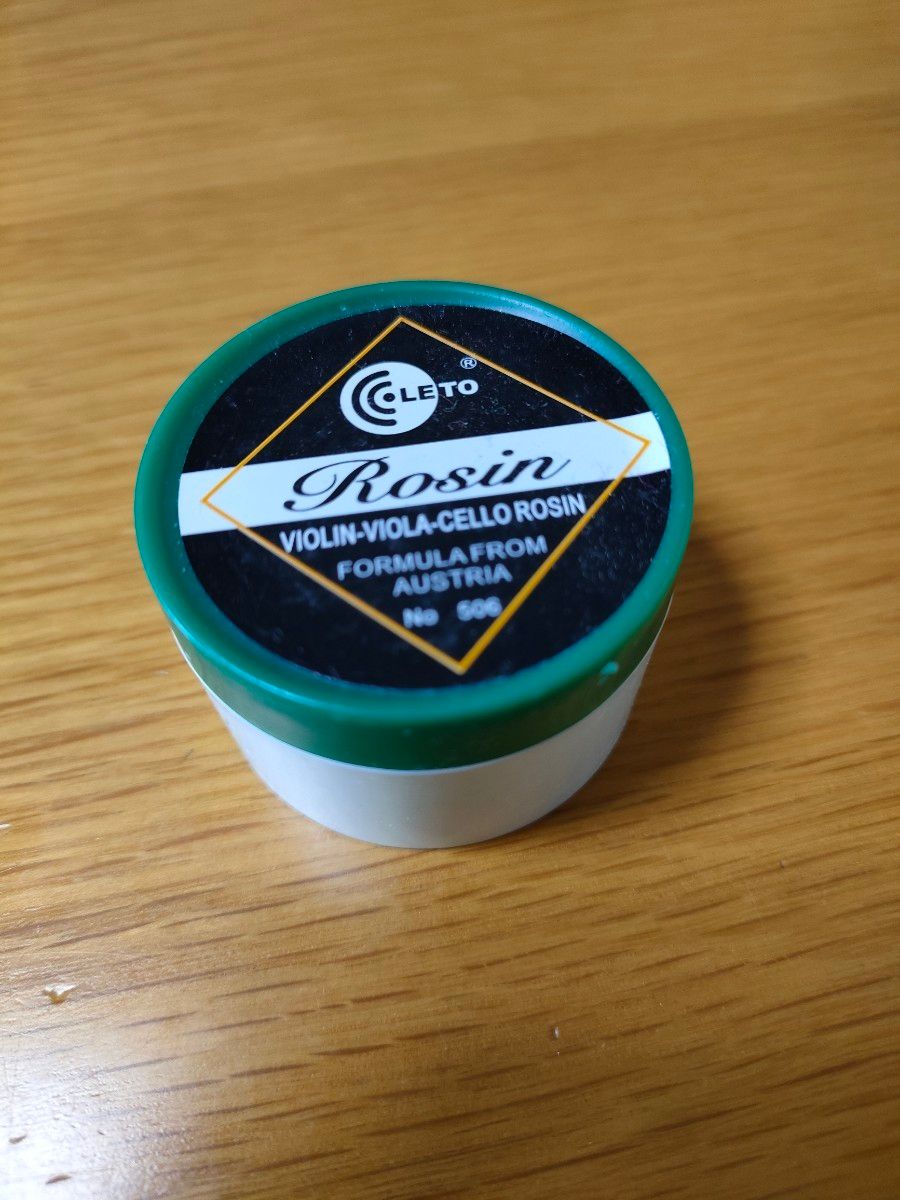 LETO ®
Rosin
VIOLIN-VIOLA-CELLO ROSIN
FORMULA FROM
AUSTRIA
No 506